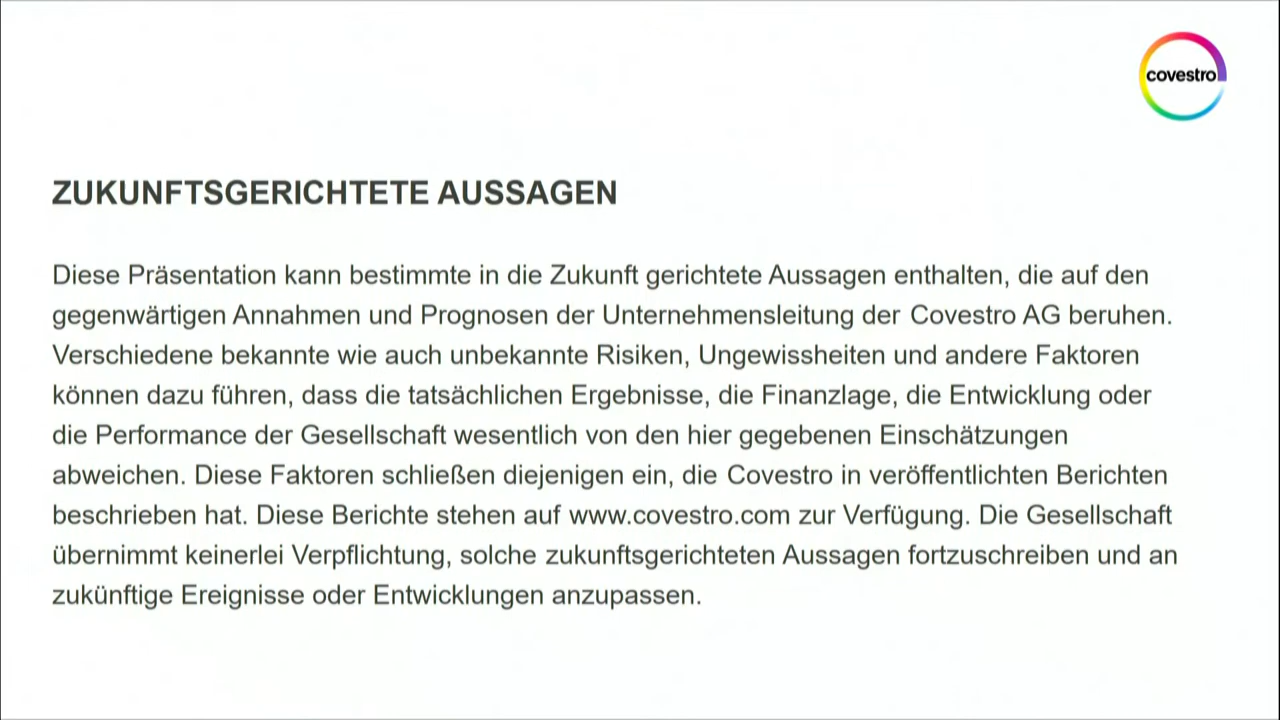 covestro
ZUKUNFTSGERICHTETE AUSSAGEN
Diese Präsentation kann bestimmte in die Zukunft gerichtete Aussagen enthalten, die auf den
gegenwärtigen Annahmen und Prognosen der Unternehmensleitung der Covestro AG beruhen.
Verschiedene bekannte wie auch unbekannte Risiken, Ungewissheiten und andere Faktoren
können dazu führen, dass die tatsächlichen Ergebnisse, die Finanzlage, die Entwicklung oder
die Performance der Gesellschaft wesentlich von den hier gegebenen Einschätzungen
abweichen. Diese Faktoren schließen diejenigen ein, die Covestro in veröffentlichten Berichten
beschrieben hat. Diese Berichte stehen auf www.covestro.com zur Verfügung. Die Gesellschaft
übernimmt keinerlei Verpflichtung, solche zukunftsgerichteten Aussagen fortzuschreiben und an
zukünftige Ereignisse oder Entwicklungen anzupassen.